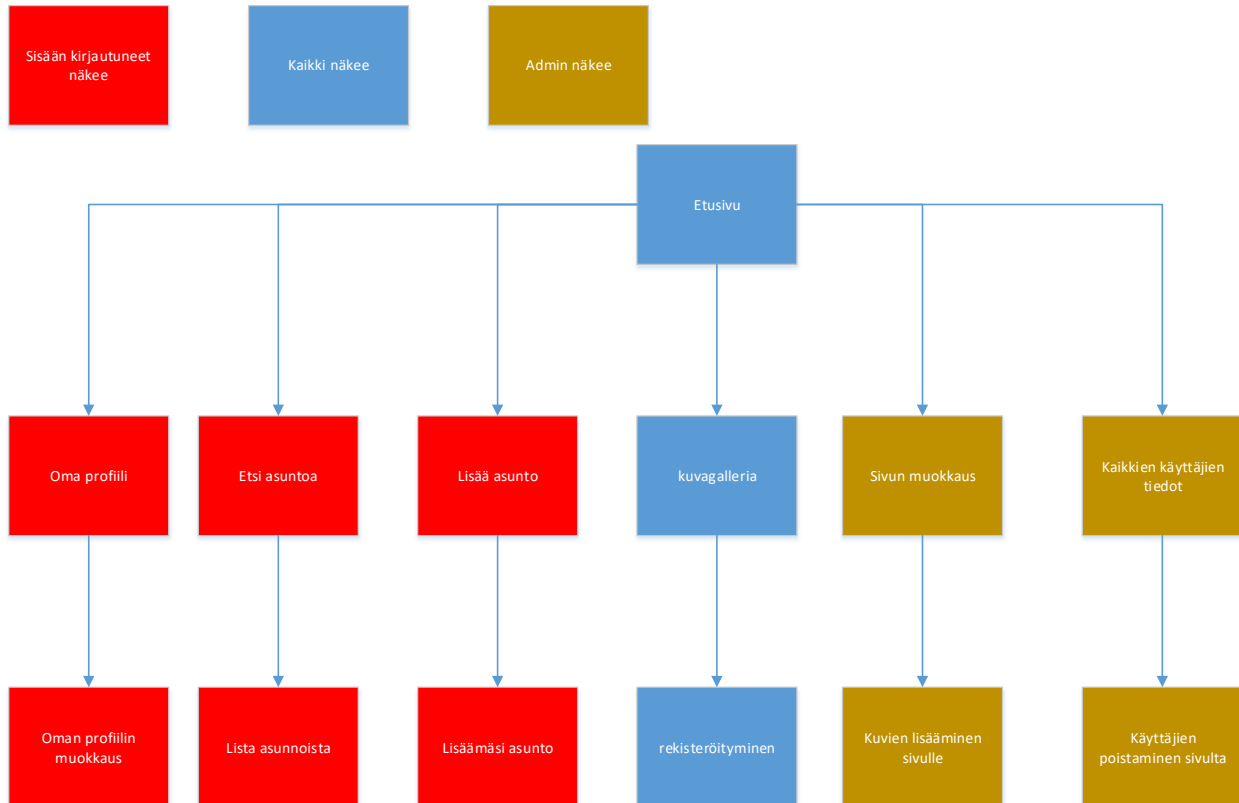 Sisään kirjautuneet
näkee
Kaikki näkee
Admin näkee
Etusivu
Oma profiili
Etsi asuntoa
Lisää asunto
kuvagalleria
Sivun muokkaus
Kaikkien käyttäjien
tiedot
Oman profiilin
muokkaus
Lista asunnoista
Lisäämäsi asunto
rekisteröityminen
Kuvien lisääminen
sivulle
Käyttäjien
poistaminen sivulta